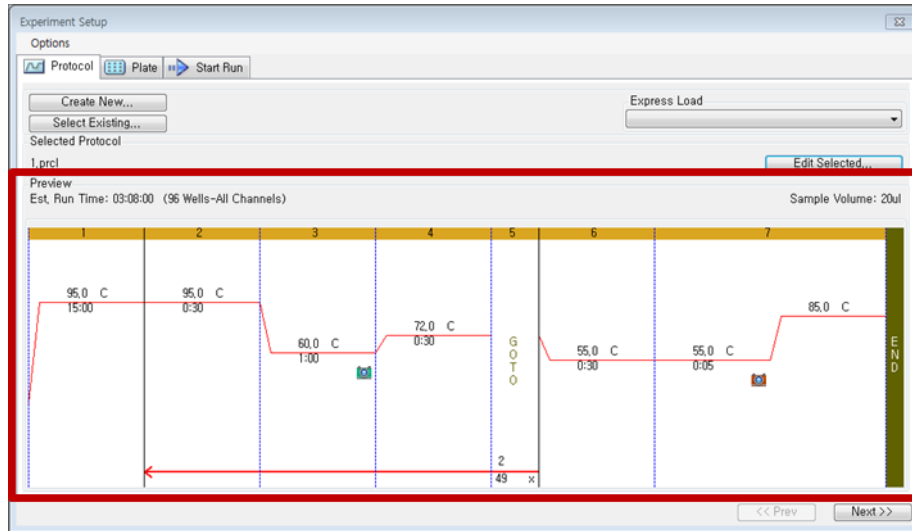 Experiment Setup
Options
Protocol Plate Start Run
Create New... Express Load
Select Existing...
Selected Protocol
1.prcl Edit Selected...
Preview
Est. Run Time: 03:08:00 (96 Wells-All Channels) Sample Volume: 20ul
1 2 3 4 5 6 7
95,0 C 95,0 C 85,0 C
15:00 0:30
72,0 C
0:30
60,0 C
1:00
55,0 C 55,0 C
0:30 0:05
GOTO
END
2
49 x
<< Prev Next >>